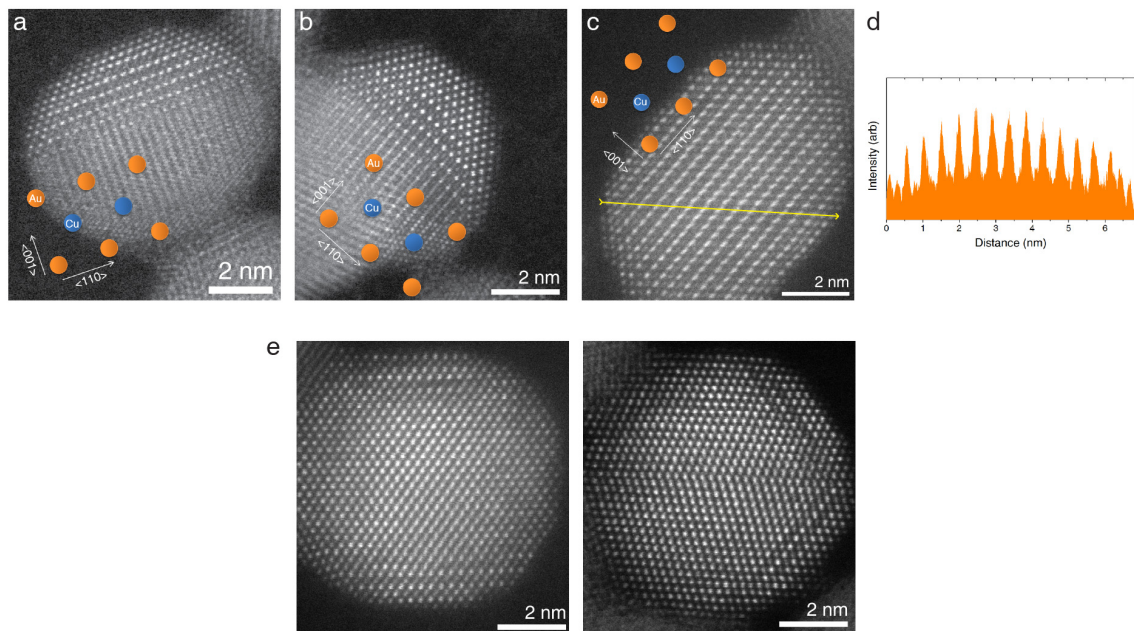 a
Au
Cu
<001>
<110>
2 nm
b
Au
<001>
Cu
<110>
2 nm
c
Au
Cu
<001>
<110>
2 nm
d
Intensity (arb)
0 1 2 3 4 5 6
Distance (nm)
e
2 nm
2 nm